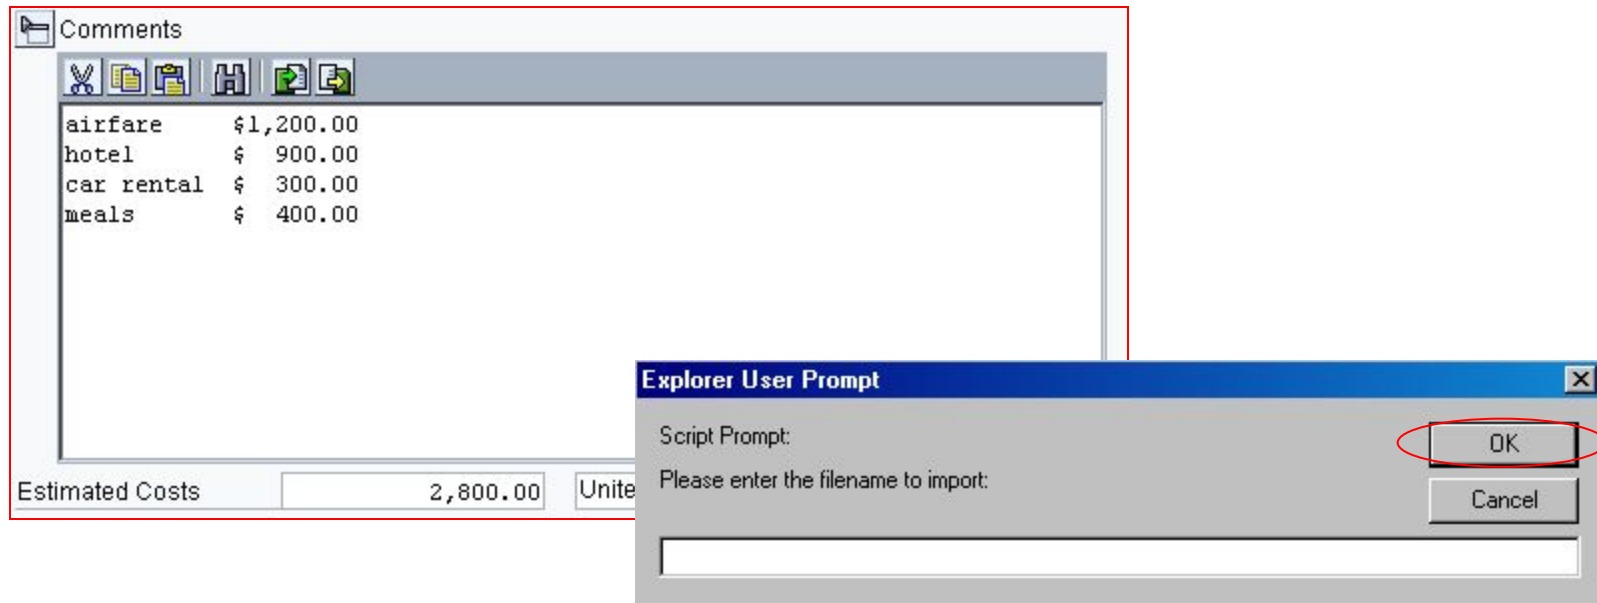 Comments
airfare $1,200.00
hotel $ 900.00
car rental $ 300.00
meals $ 400.00
Estimated Costs 2,800.00 Unite
Explorer User Prompt
Script Prompt:
OK
Please enter the filename to import:
Cancel